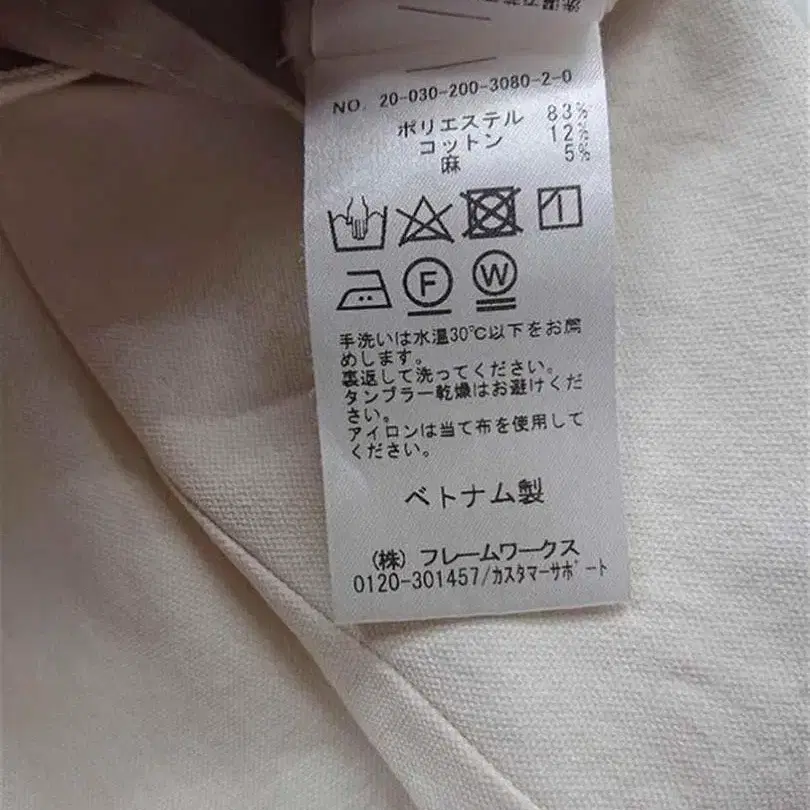 NO. 20-030-200-3080-2-0
ポリエステル 83%
コットン 12%
麻 5%
F W
手洗いは水温30℃以下をお薦
めします。
裏返して洗ってください。
タンブラー乾燥はお避けくだ
さい。
アイロンは当て布を使用して
ください。
ベトナム製
(株) フレームワークス
0120-301457/カスタマーサポート